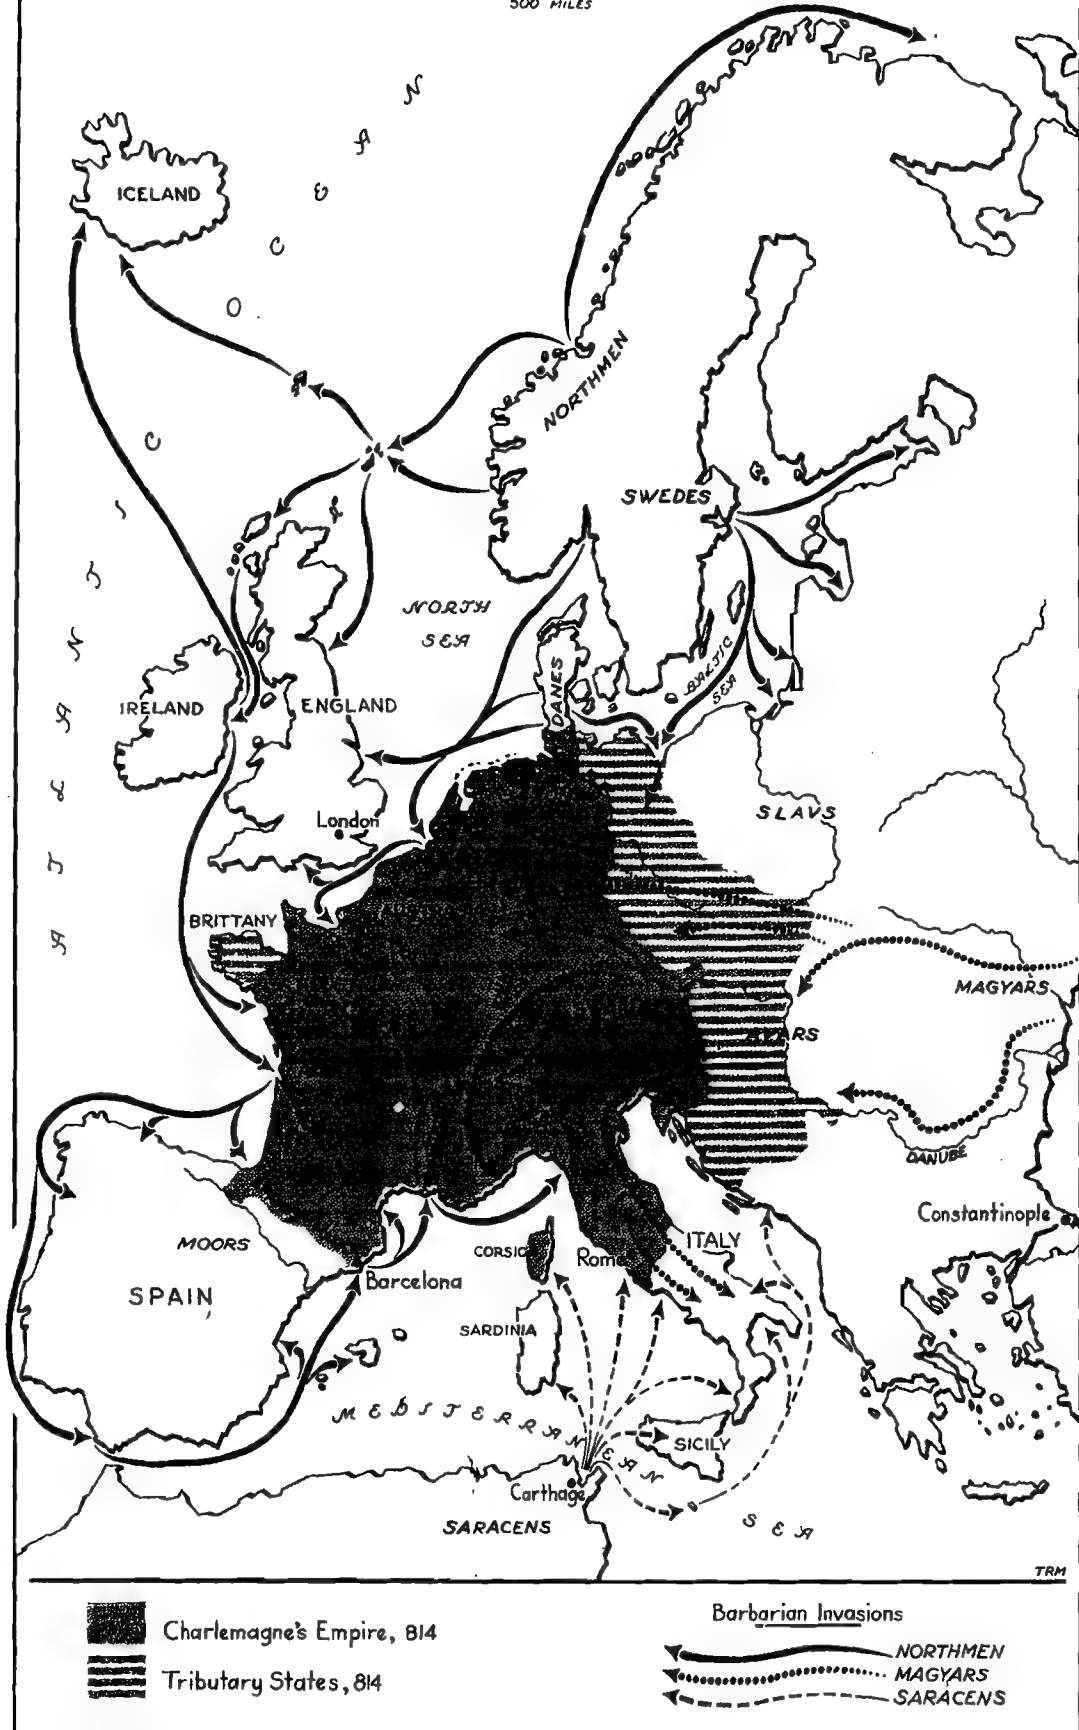 500 MILES
ATLANTIC OCEAN
ICELAND
NORTHMEN
SWEDES
NORTH
SEA
BALTIC
SEA
DANES
IRELAND
ENGLAND
London
SLAVS
BRITTANY
MAGYARS
AVARS
DANUBE
Constantinople
MOORS
SPAIN
Barcelona
CORSICA
Rome
ITALY
SARDINIA
MEDITERRANEAN SEA
SICILY
Carthage
SARACENS
TRM
Charlemagne's Empire, 814
Tributary States, 814
Barbarian Invasions
NORTHMEN
MAGYARS
SARACENS